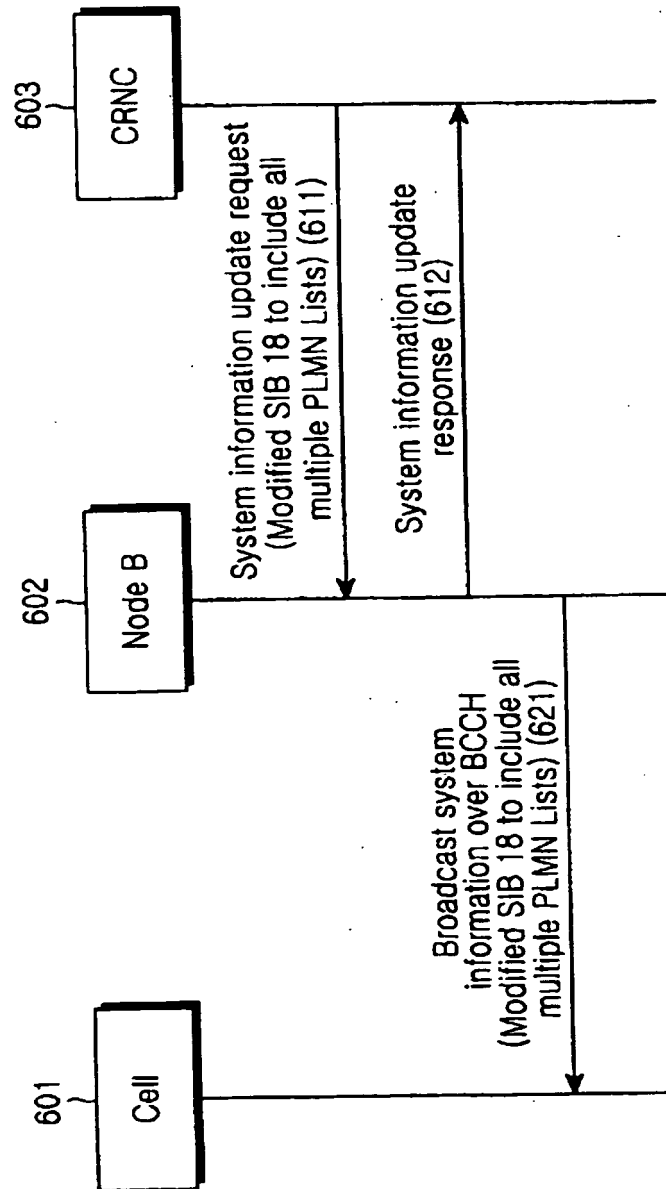 601
Cell
602
Node B
603
CRNC
System information update request
(Modified SIB 18 to include all
multiple PLMN Lists) (611)
System information update
response (612)
Broadcast system
information over BCCH
(Modified SIB 18 to include all
multiple PLMN Lists) (621)